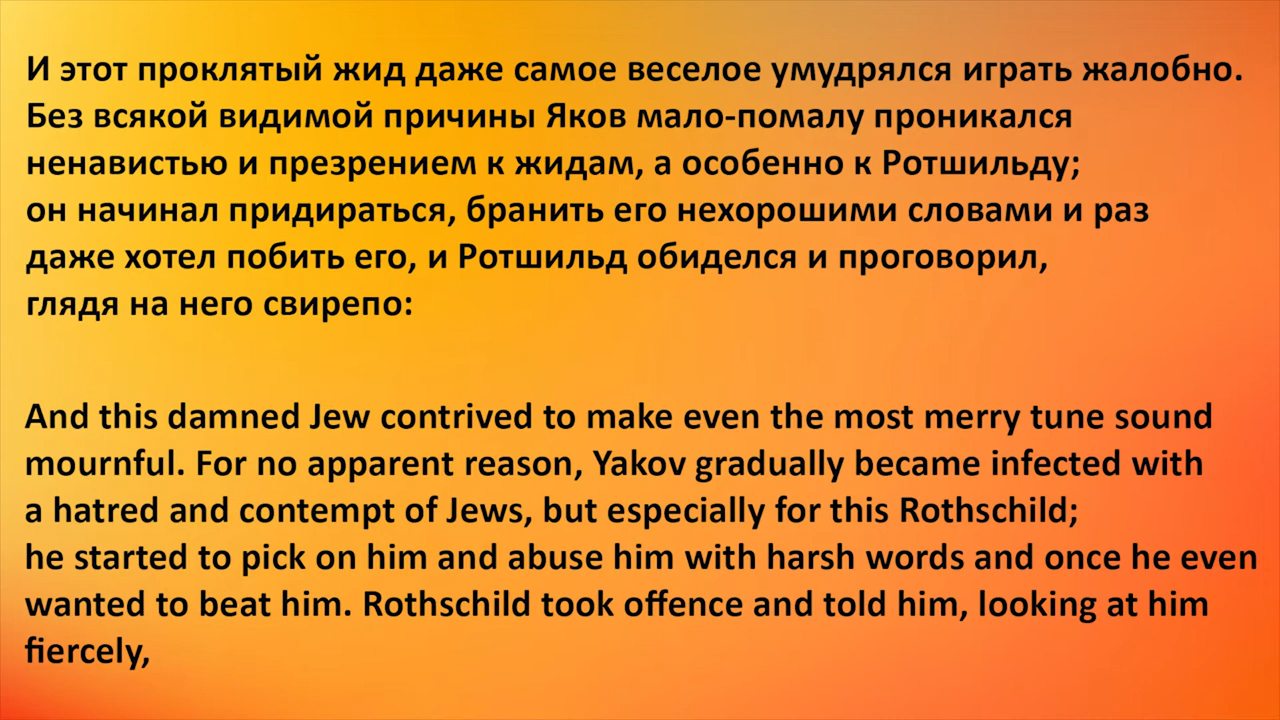 И этот проклятый жид даже самое веселое умудрялся играть жалобно.
Без всякой видимой причины Яков мало-помалу проникался
ненавистью и презрением к жидам, а особенно к Ротшильду;
он начинал придираться, бранить его нехорошими словами и раз
даже хотел побить его, и Ротшильд обиделся и проговорил,
глядя на него свирепо:
And this damned Jew contrived to make even the most merry tune sound
mournful. For no apparent reason, Yakov gradually became infected with
a hatred and contempt of Jews, but especially for this Rothschild;
he started to pick on him and abuse him with harsh words and once he even
wanted to beat him. Rothschild took offence and told him, looking at him
fiercely,